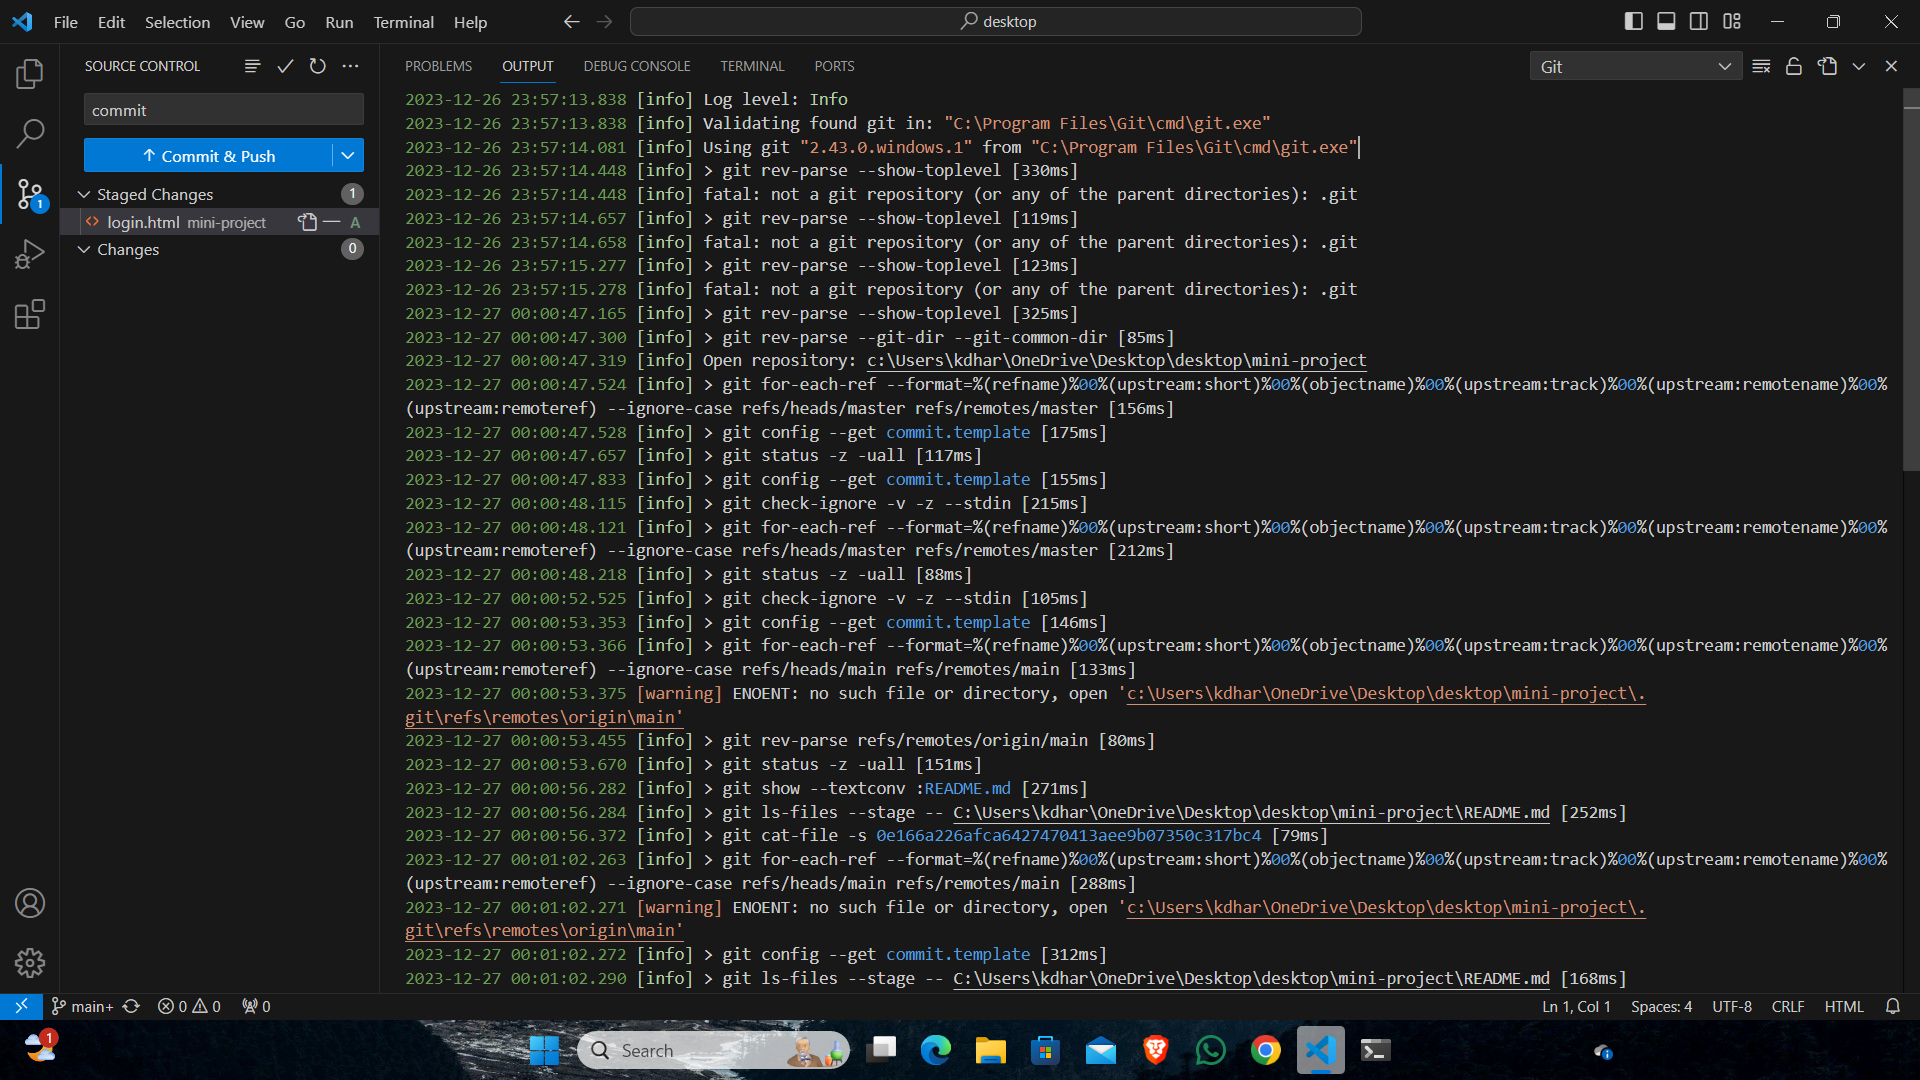 File Edit Selection View Go Run Terminal Help
desktop
SOURCE CONTROL
commit
Commit & Push
Staged Changes 1
login.html mini-project A
Changes 0
1
PROBLEMS OUTPUT DEBUG CONSOLE TERMINAL PORTS
Git
2023-12-26 23:57:13.838 [info] Log level: Info
2023-12-26 23:57:13.838 [info] Validating found git in: "C:\Program Files\Git\cmd\git.exe"
2023-12-26 23:57:14.081 [info] Using git "2.43.0.windows.1" from "C:\Program Files\Git\cmd\git.exe"
2023-12-26 23:57:14.448 [info] > git rev-parse --show-toplevel [330ms]
2023-12-26 23:57:14.448 [info] fatal: not a git repository (or any of the parent directories): .git
2023-12-26 23:57:14.657 [info] > git rev-parse --show-toplevel [119ms]
2023-12-26 23:57:14.658 [info] fatal: not a git repository (or any of the parent directories): .git
2023-12-26 23:57:15.277 [info] > git rev-parse --show-toplevel [123ms]
2023-12-26 23:57:15.278 [info] fatal: not a git repository (or any of the parent directories): .git
2023-12-27 00:00:47.165 [info] > git rev-parse --show-toplevel [325ms]
2023-12-27 00:00:47.300 [info] > git rev-parse --git-dir --git-common-dir [85ms]
2023-12-27 00:00:47.319 [info] Open repository: c:\Users\kdhar\OneDrive\Desktop\desktop\mini-project
2023-12-27 00:00:47.524 [info] > git for-each-ref --format=%(refname)%00%(upstream:short)%00%(objectname)%00%(upstream:track)%00%(upstream:remotename)%00%
(upstream:remoteref) --ignore-case refs/heads/master refs/remotes/master [156ms]
2023-12-27 00:00:47.528 [info] > git config --get commit.template [175ms]
2023-12-27 00:00:47.657 [info] > git status -z -uall [117ms]
2023-12-27 00:00:47.833 [info] > git config --get commit.template [155ms]
2023-12-27 00:00:48.115 [info] > git check-ignore -v -z --stdin [215ms]
2023-12-27 00:00:48.121 [info] > git for-each-ref --format=%(refname)%00%(upstream:short)%00%(objectname)%00%(upstream:track)%00%(upstream:remotename)%00%
(upstream:remoteref) --ignore-case refs/heads/master refs/remotes/master [212ms]
2023-12-27 00:00:48.218 [info] > git status -z -uall [88ms]
2023-12-27 00:00:52.525 [info] > git check-ignore -v -z --stdin [105ms]
2023-12-27 00:00:53.353 [info] > git config --get commit.template [146ms]
2023-12-27 00:00:53.366 [info] > git for-each-ref --format=%(refname)%00%(upstream:short)%00%(objectname)%00%(upstream:track)%00%(upstream:remotename)%00%
(upstream:remoteref) --ignore-case refs/heads/main refs/remotes/main [133ms]
2023-12-27 00:00:53.375 [warning] ENOENT: no such file or directory, open 'c:\Users\kdhar\OneDrive\Desktop\desktop\mini-project\.
git\refs\remotes\origin\main'
2023-12-27 00:00:53.455 [info] > git rev-parse refs/remotes/origin/main [80ms]
2023-12-27 00:00:53.670 [info] > git status -z -uall [151ms]
2023-12-27 00:00:56.282 [info] > git show --textconv :README.md [271ms]
2023-12-27 00:00:56.284 [info] > git ls-files --stage -- C:\Users\kdhar\OneDrive\Desktop\desktop\mini-project\README.md [252ms]
2023-12-27 00:00:56.372 [info] > git cat-file -s 0e166a226afca6427470413aee9b07350c317bc4 [79ms]
2023-12-27 00:01:02.263 [info] > git for-each-ref --format=%(refname)%00%(upstream:short)%00%(objectname)%00%(upstream:track)%00%(upstream:remotename)%00%
(upstream:remoteref) --ignore-case refs/heads/main refs/remotes/main [288ms]
2023-12-27 00:01:02.271 [warning] ENOENT: no such file or directory, open 'c:\Users\kdhar\OneDrive\Desktop\desktop\mini-project\.
git\refs\remotes\origin\main'
2023-12-27 00:01:02.272 [info] > git config --get commit.template [312ms]
2023-12-27 00:01:02.290 [info] > git ls-files --stage -- C:\Users\kdhar\OneDrive\Desktop\desktop\mini-project\README.md [168ms]
main+ 0 0 0 Ln 1, Col 1 Spaces: 4 UTF-8 CRLF HTML
1 Search